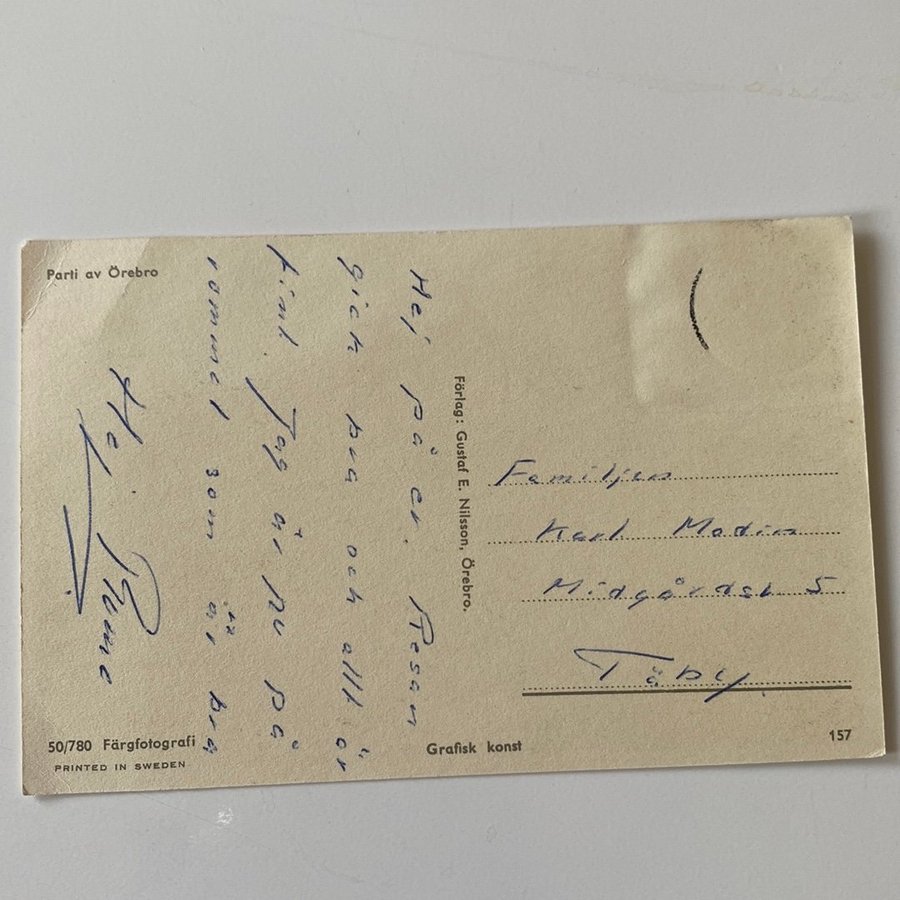 Parti av Örebro
Hej på er. Resan
gick bra och allt är
fint. Jag är nu på
rommel som är bra
Hej Rune
Förlag: Gustaf E. Nilsson, Örebro.
Familjen
Karl Modin
Midgårdsv 5
Täby.
50/780 Färgfotografi
PRINTED IN SWEDEN
Grafisk konst
157